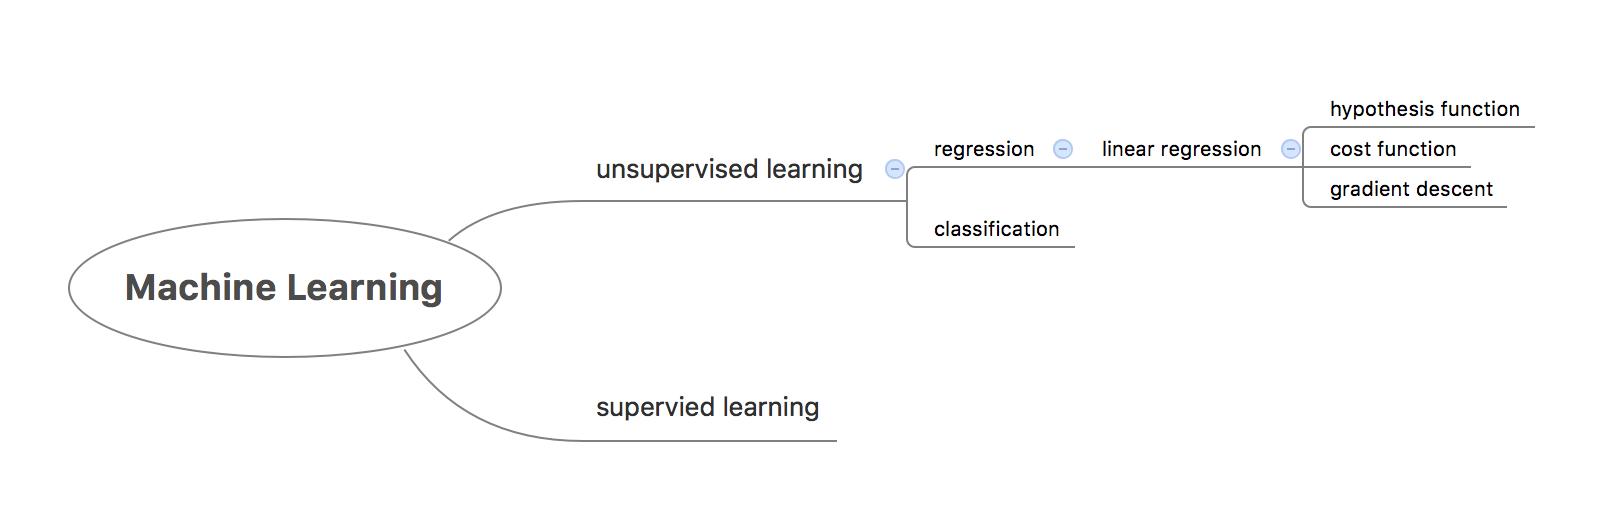 Machine Learning
unsupervised learning
regression
linear regression
hypothesis function
cost function
gradient descent
classification
supervied learning